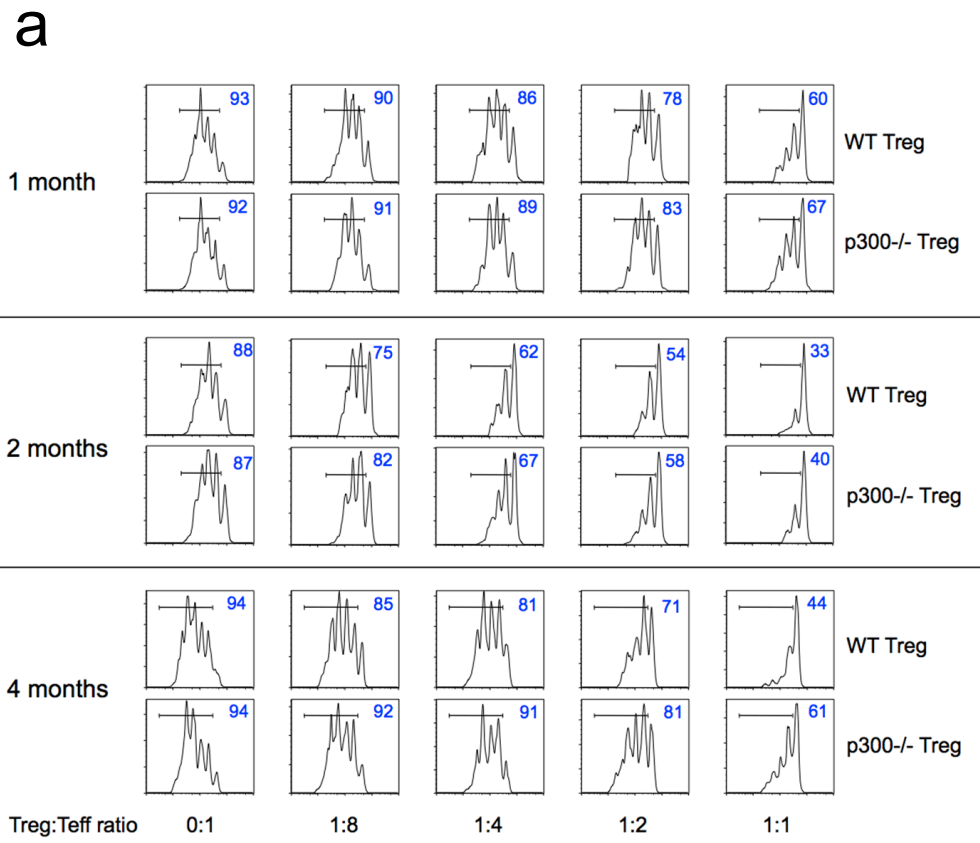 a
93 90 86 78 60
WT Treg
1 month
92 91 89 83 67
p300-/- Treg
88 75 62 54 33
WT Treg
2 months
87 82 67 58 40
p300-/- Treg
94 85 81 71 44
WT Treg
4 months
94 92 91 81 61
p300-/- Treg
Treg:Teff ratio 0:1 1:8 1:4 1:2 1:1